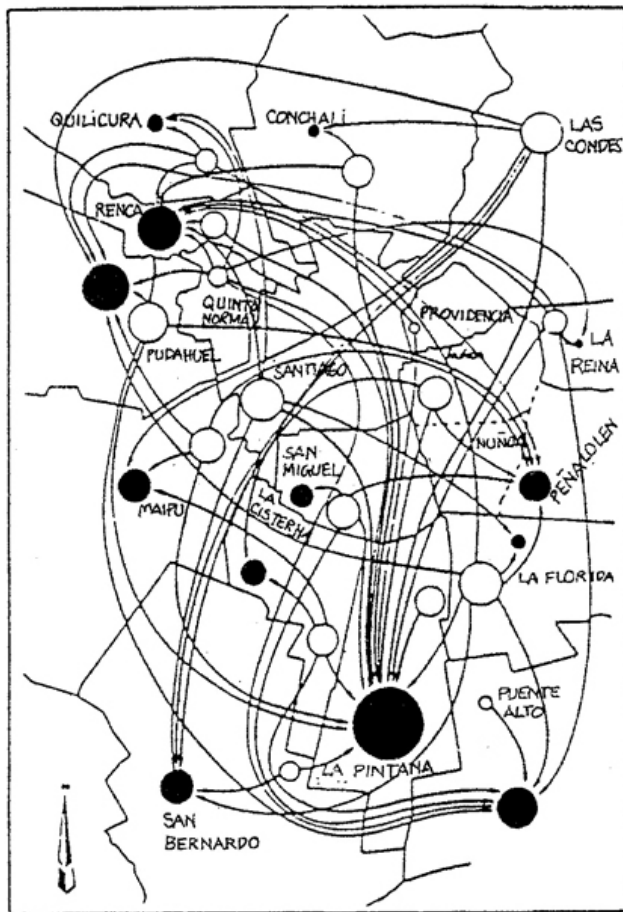 QUILICURA
CONCHALÍ
LAS
CONDES
RENCA
QUINTA
NORMAL
PROVIDENCIA
LA
REINA
PUDAHUEL
SANTIAGO
ÑUÑOA
SAN
MIGUEL
PEÑALOLEN
MAIPU
LA
CISTERNA
LA FLORIDA
PUENTE
ALTO
LA PINTANA
SAN
BERNARDO